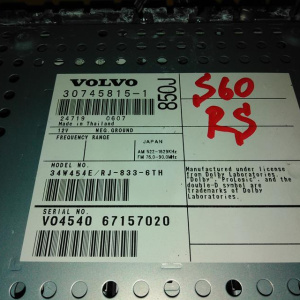 VOLVO
850J
30745815-1
24719 0607
Made in Thailand
12V NEG.GROUND
FREQUENCY RANGE
JAPAN
AM 522-1629KHz
FM 76.0-90.0MHz
MODEL NO.
34W454E/RJ-833-6TH
SERIAL NO.
V04540 67157020
S60
RS
Manufactured under license
from Dolby Laboratories.
"Dolby", "ProLogic", and the
double-D symbol are
trademarks of Dolby
Laboratories.